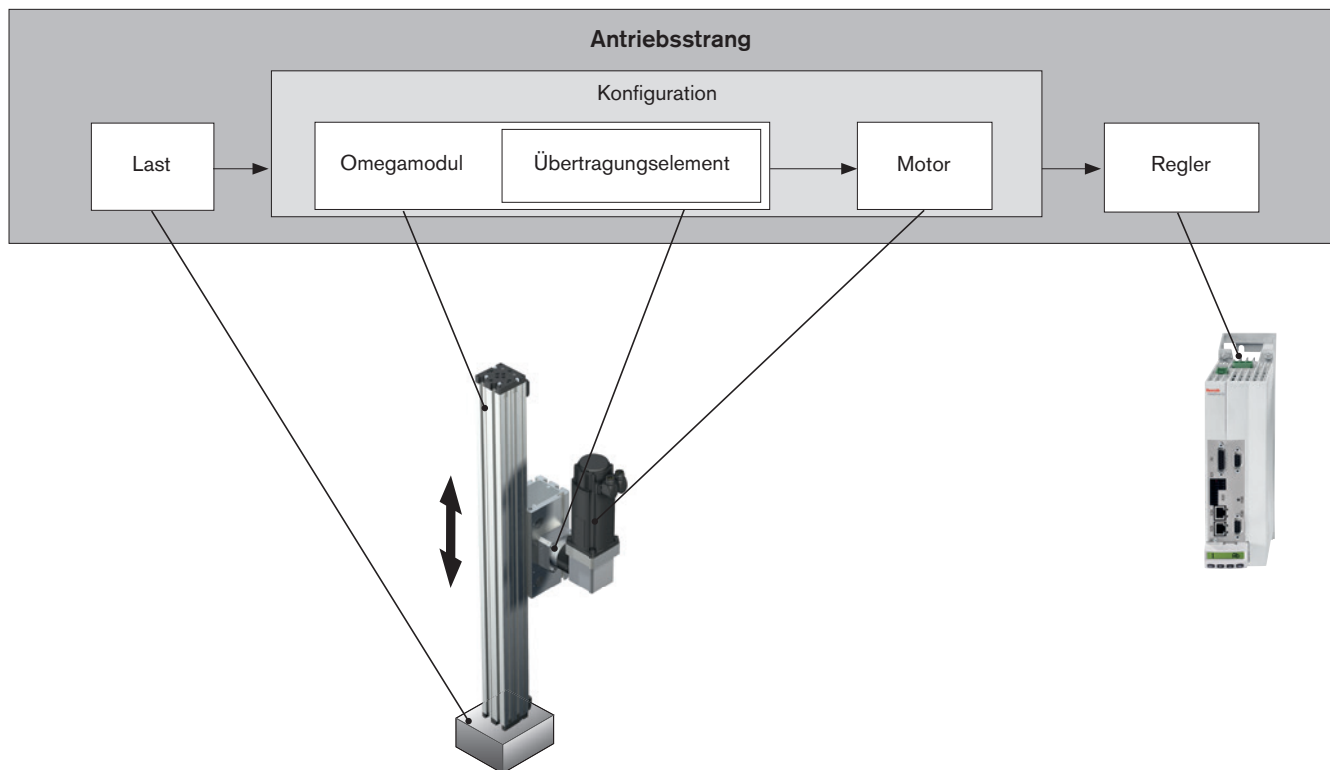 Antriebsstrang
Konfiguration
Last
Omegamodul
Übertragungselement
Motor
Regler